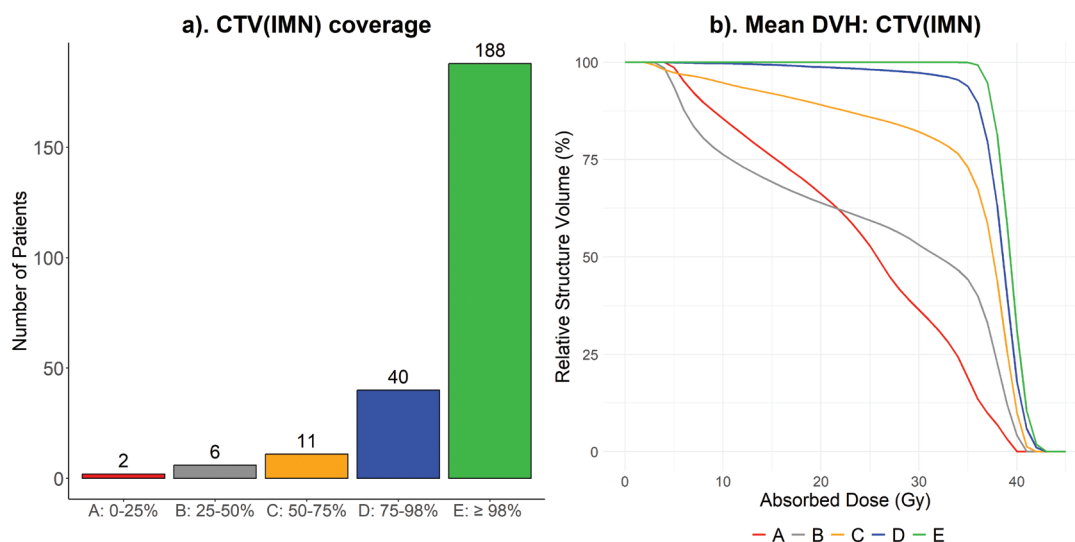 a). CTV(IMN) coverage
Number of Patients
150
100
50
0
2
6
11
40
188
A: 0-25%
B: 25-50%
C: 50-75%
D: 75-98%
E: ≥ 98%
b). Mean DVH: CTV(IMN)
Relative Structure Volume (%)
100
75
50
25
0
0
10
20
30
40
Absorbed Dose (Gy)
A
B
C
D
E